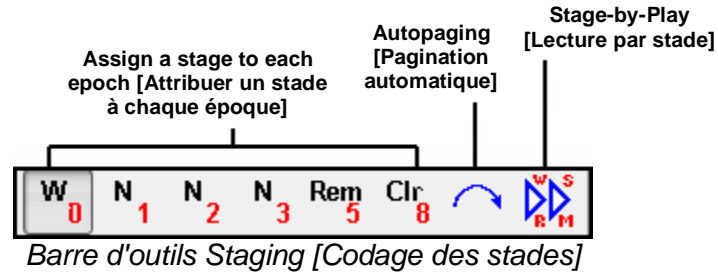 Stage-by-Play
[Lecture par stade]
Autopaging
[Pagination
automatique]
Assign a stage to each
epoch [Attribuer un stade
à chaque époque]
W 0 N 1 N 2 N 3 Rem 5 Clr 8 W R S M
Barre d'outils Staging [Codage des stades]